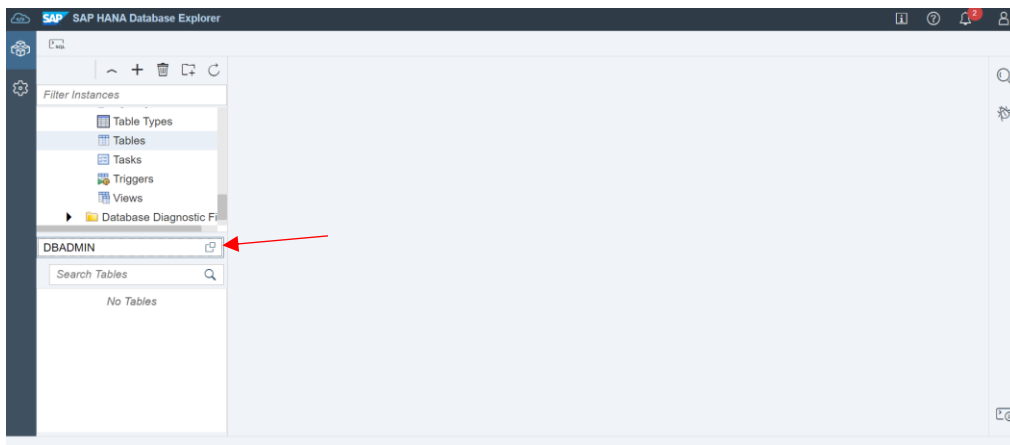 SAP SAP HANA Database Explorer
2
SQL
Filter Instances
Table Types
Tables
Tasks
Triggers
Views
Database Diagnostic Fi
DBADMIN
Search Tables
No Tables